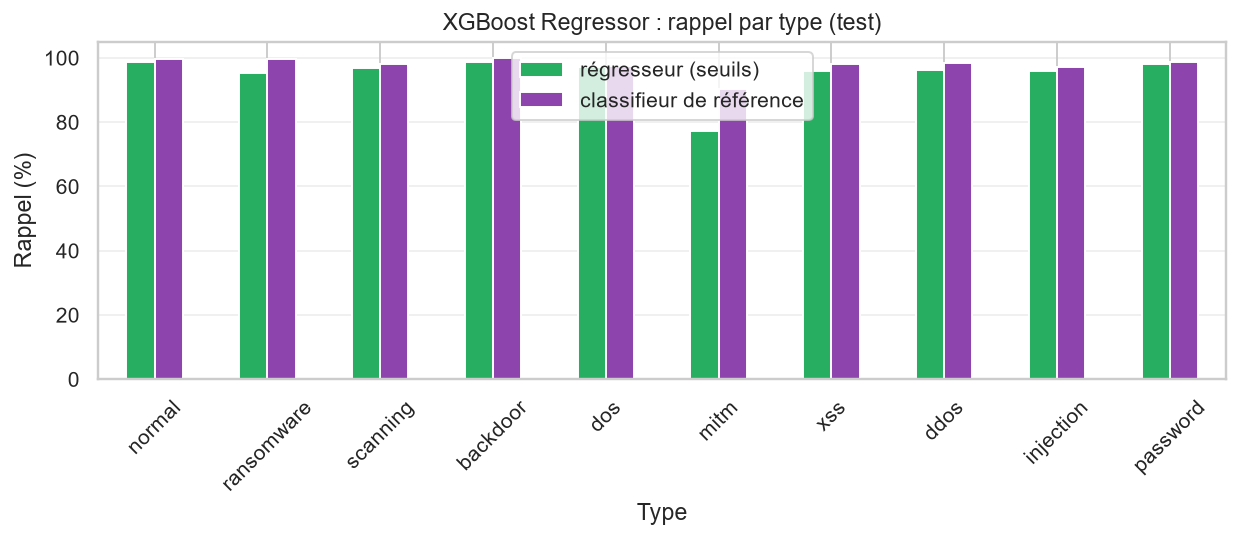 XGBoost Regressor : rappel par type (test)
régresseur (seuils)
classifieur de référence
Rappel (%)
100
80
60
40
20
0
normal
ransomware
scanning
backdoor
dos
mitm
xss
ddos
injection
password
Type